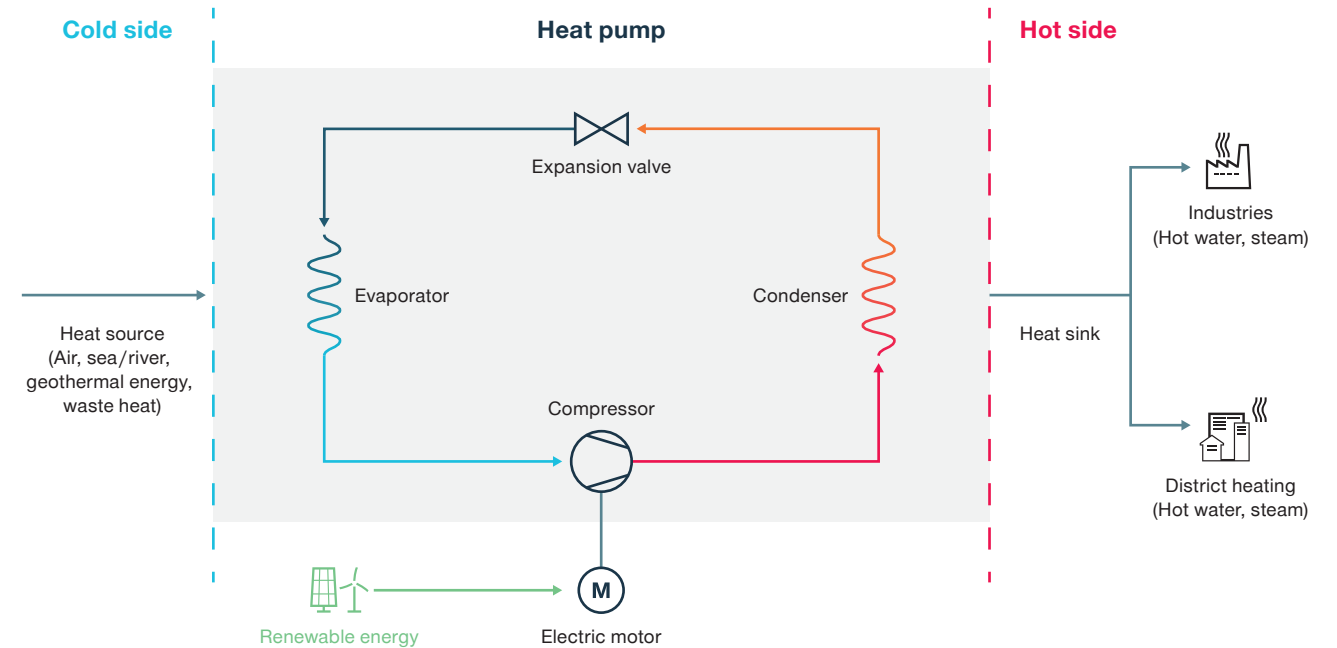 Cold side
Heat pump
Hot side
Expansion valve
Industries
(Hot water, steam)
Evaporator
Condenser
Heat source
(Air, sea/river,
geothermal energy,
waste heat)
Heat sink
Compressor
District heating
(Hot water, steam)
M
Renewable energy
Electric motor